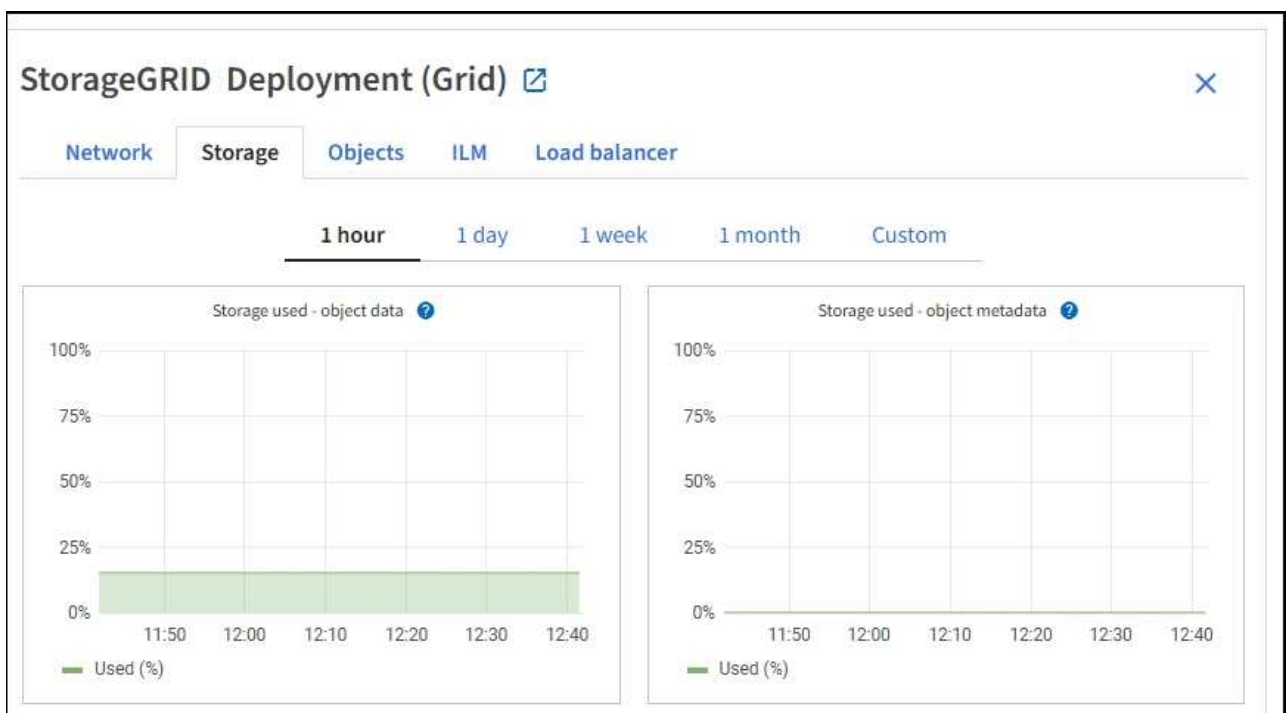 StorageGRID Deployment (Grid)
Network Storage Objects ILM Load balancer
1 hour 1 day 1 week 1 month Custom
Storage used - object data ?
100%
75%
50%
25%
0%
11:50 12:00 12:10 12:20 12:30 12:40
Used (%)
Storage used - object metadata ?
100%
75%
50%
25%
0%
11:50 12:00 12:10 12:20 12:30 12:40
Used (%)